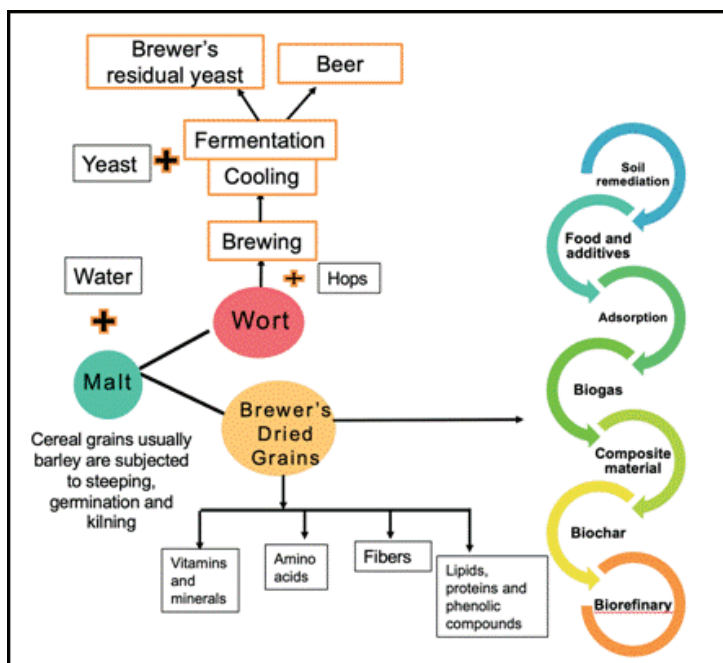 Brewer's
residual yeast
Beer
Fermentation
Yeast
Cooling
Brewing
Water
Hops
Wort
Malt
Brewer's
Dried
Grains
Cereal grains usually
barley are subjected
to steeping,
germination and
kilning
Vitamins
and
minerals
Amino
acids
Fibers
Lipids,
proteins and
phenolic
compounds
Soil
remediation
Food and
additives
Adsorption
Biogas
Composite
material
Biochar
Biorefinary